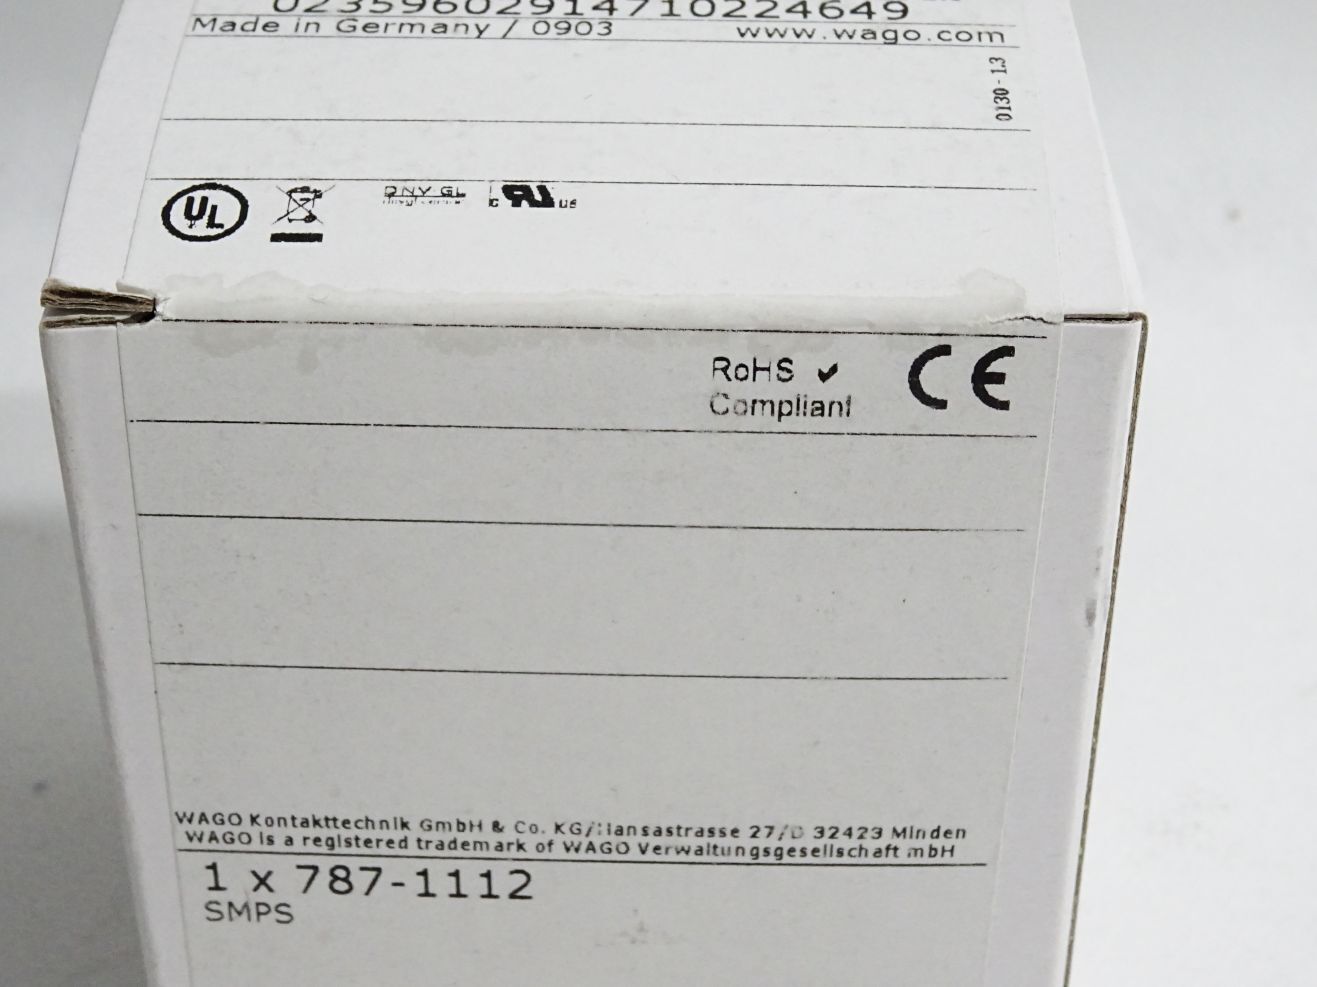 02359602914710224649
Made in Germany / 0903
www.wago.com
0130 - 1.3
UL
DNV·GL
c RU us
RoHS ✔
Compliant
CE
WAGO Kontakttechnik GmbH & Co. KG/Hansastrasse 27/D 32423 Minden
WAGO is a registered trademark of WAGO Verwaltungsgesellschaft mbH
1 x 787-1112
SMPS